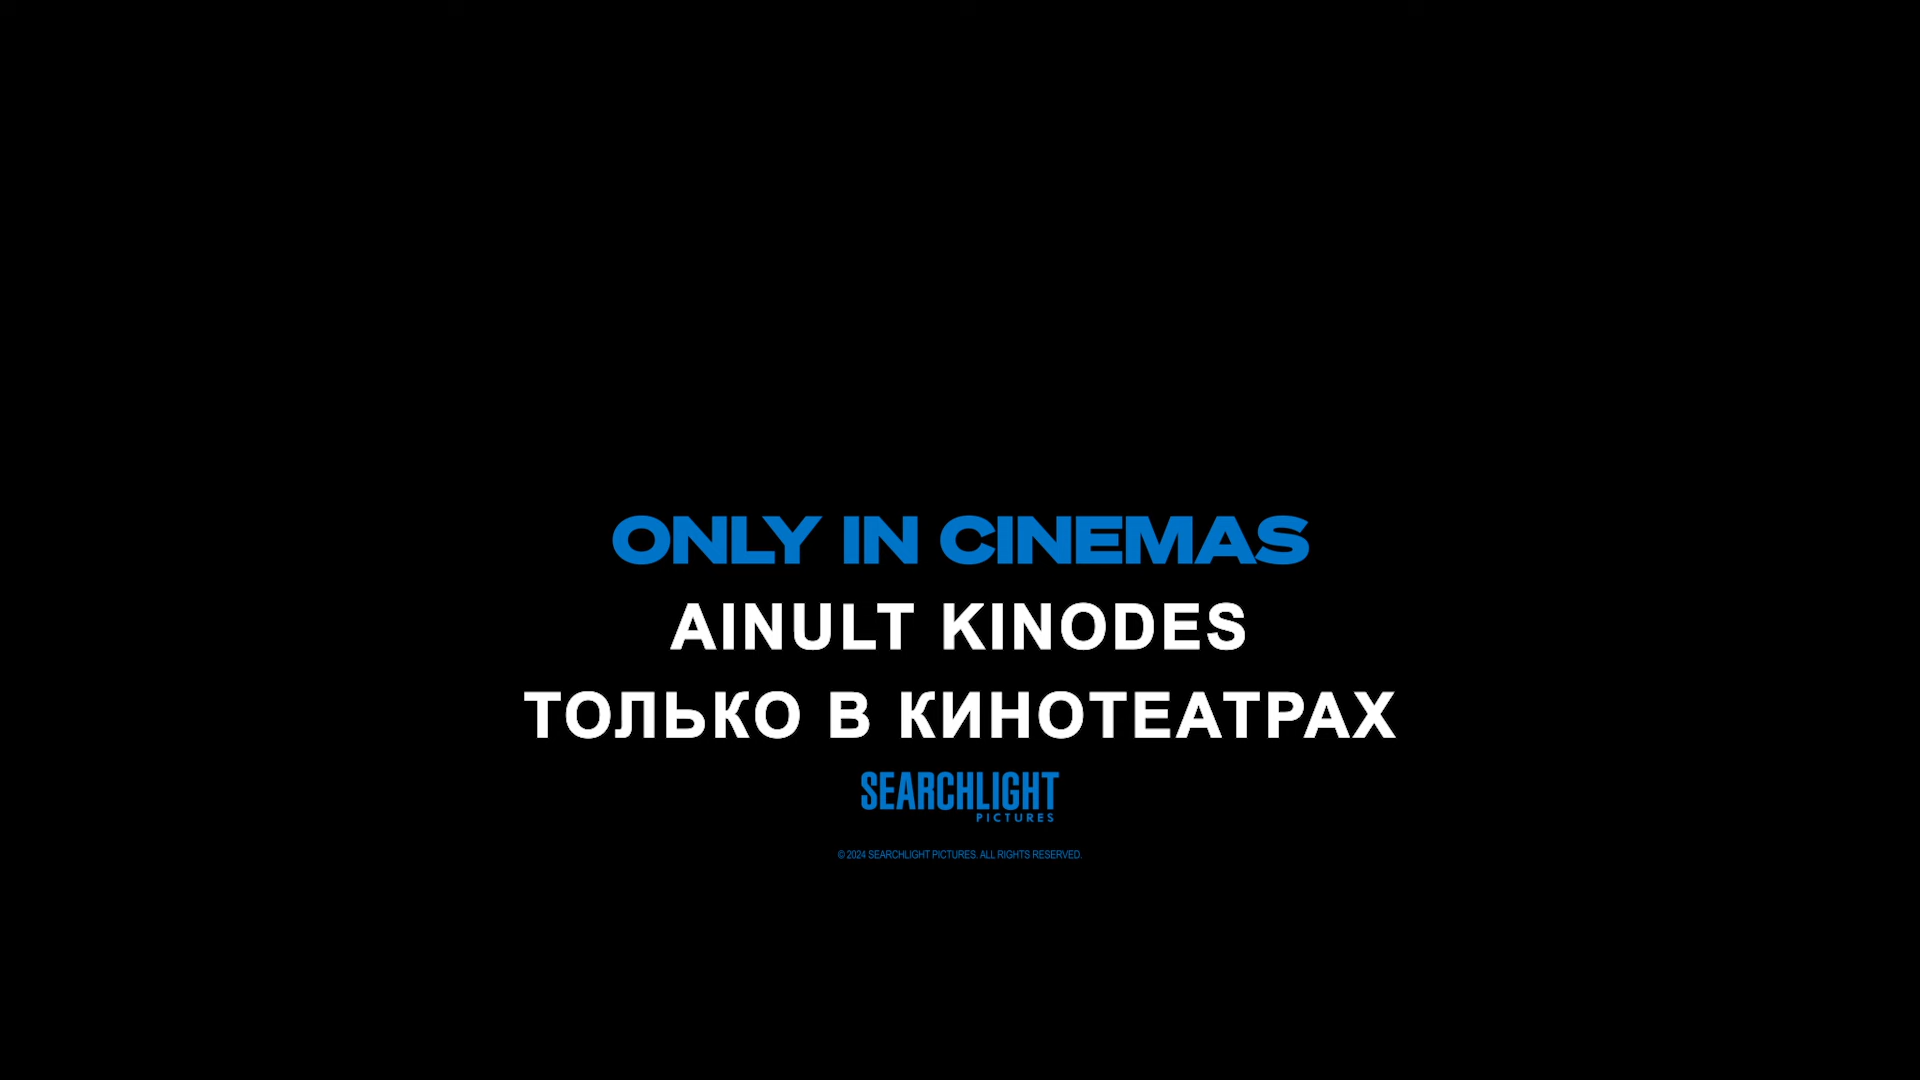 ONLY IN CINEMAS
AINULT KINODES
ТОЛЬКО В КИНОТЕАТРАХ
SEARCHLIGHT
PICTURES
© 2024 SEARCHLIGHT PICTURES. ALL RIGHTS RESERVED.